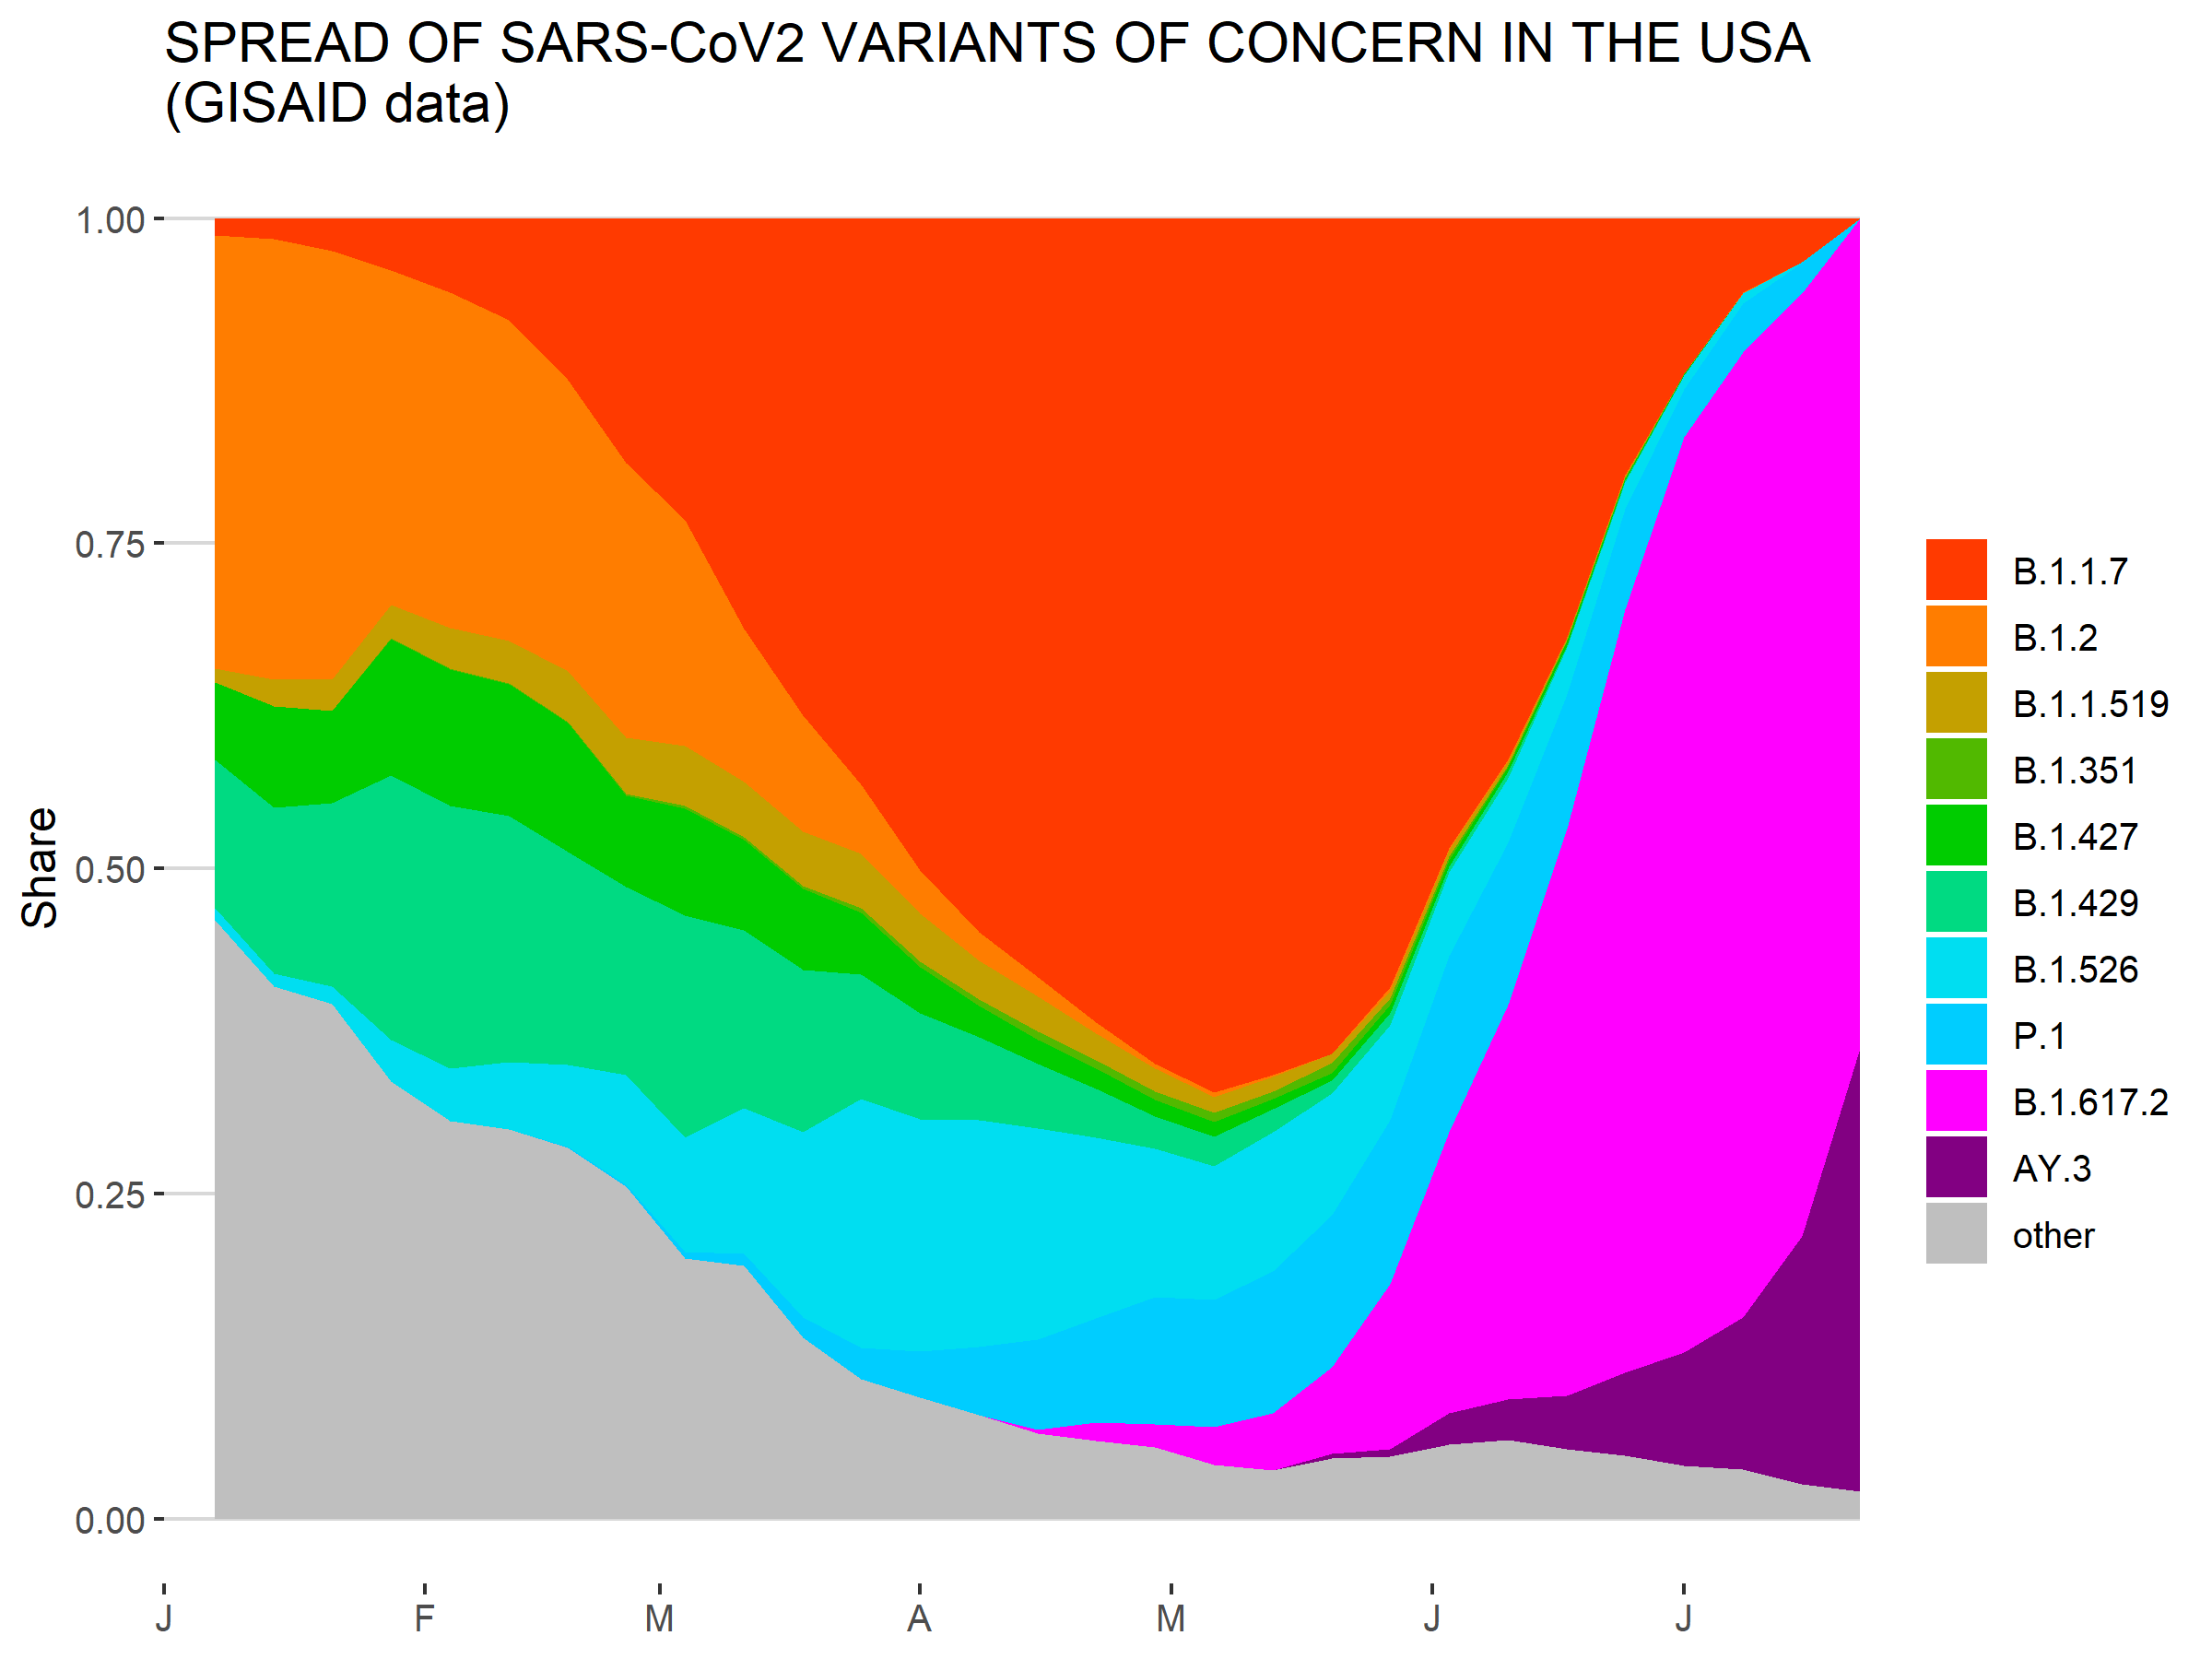 SPREAD OF SARS-CoV2 VARIANTS OF CONCERN IN THE USA
(GISAID data)
Share
1.00
0.75
0.50
0.25
0.00
J F M A M J J
B.1.1.7
B.1.2
B.1.1.519
B.1.351
B.1.427
B.1.429
B.1.526
P.1
B.1.617.2
AY.3
other